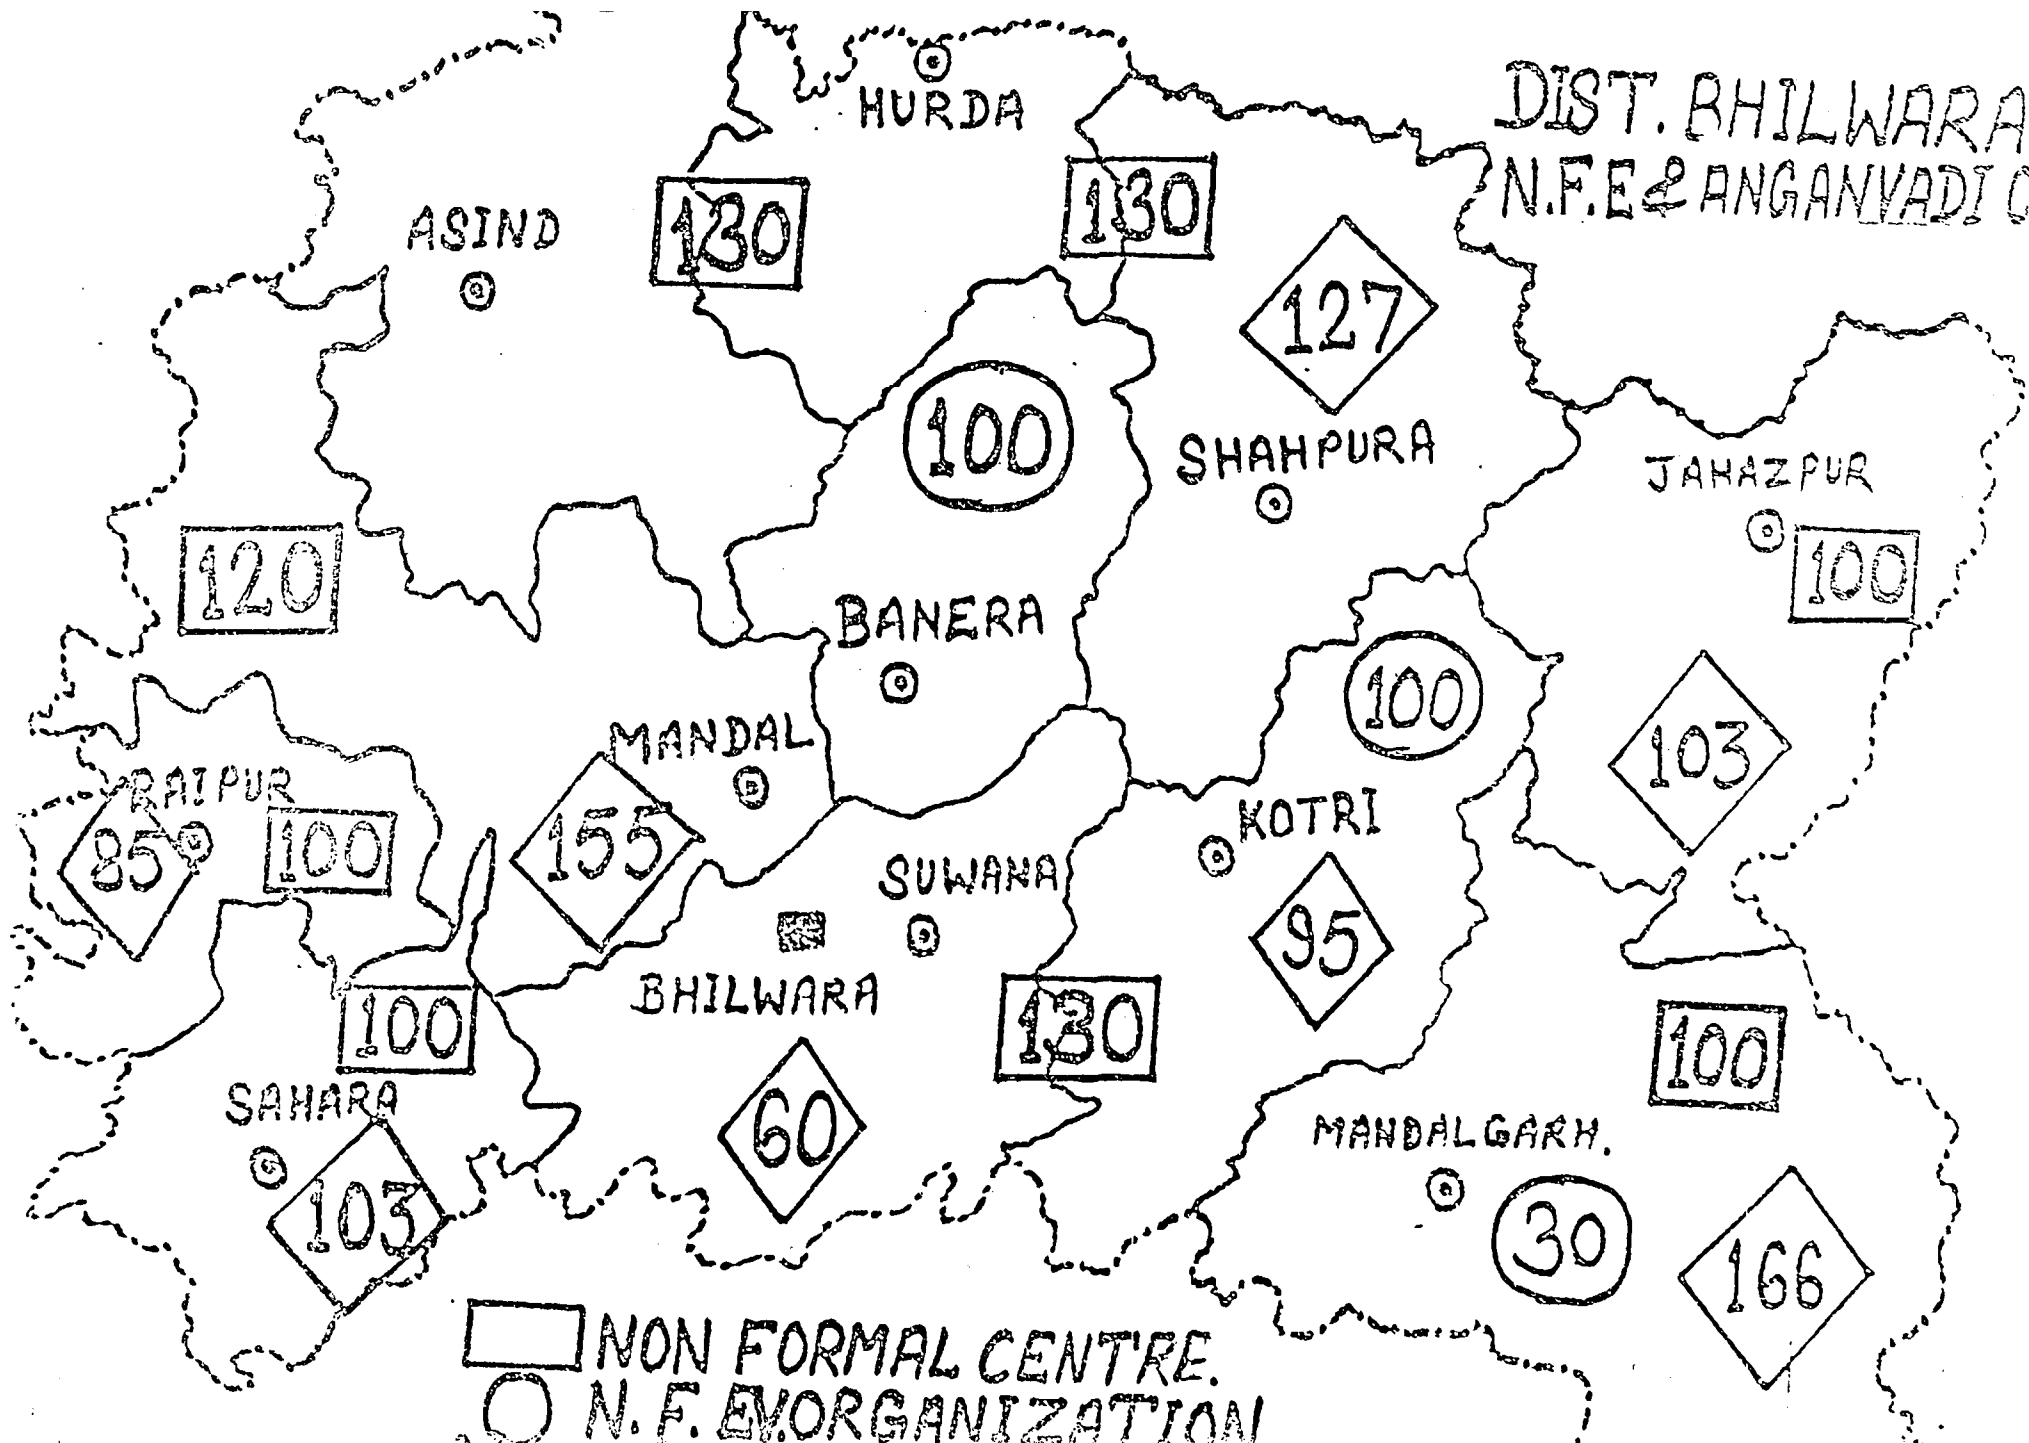 DIST. BHILWARA
N.F.E & ANGANVADI C
HURDA
130
130
ASIND
127
100
SHAHPURA
JAHAZPUR
100
120
BANERA
100
MANDAL
103
RAIPUR
85
100
155
KOTRI
SUWANA
95
BHILWARA
130
100
100
SAHARA
60
MANDALGARH.
103
30
166
NON FORMAL CENTRE.
N. F. E.V.ORGANIZATION